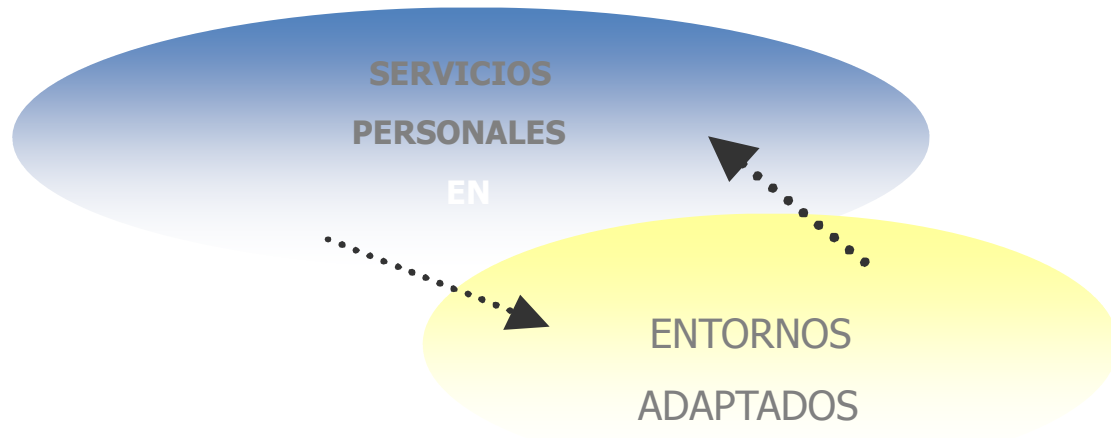 SERVICIOS
PERSONALES
EN
ENTORNOS
ADAPTADOS